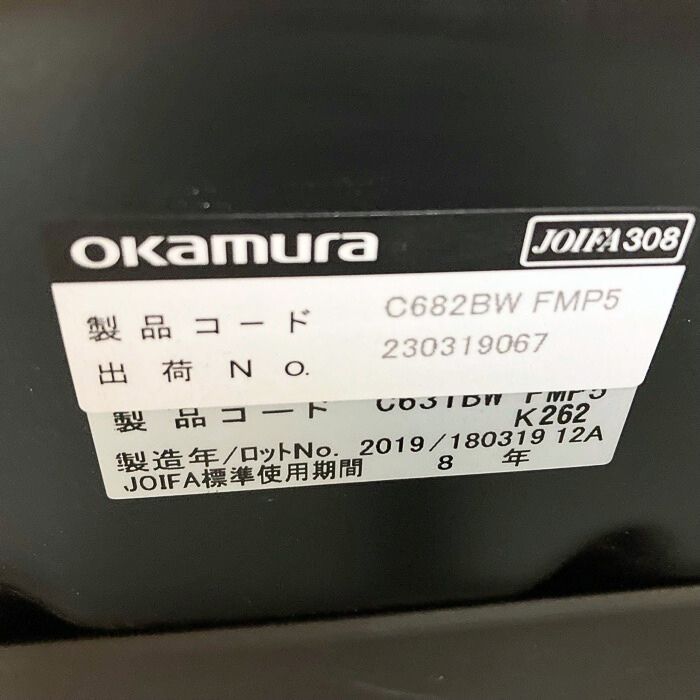 okamura
JOIFA308
製品コード C682BW FMP5
出荷No. 230319067
製品コード C631BW FMP5
K262
製造年/ロットNo. 2019/180319 12A
JOIFA標準使用期間 8 年